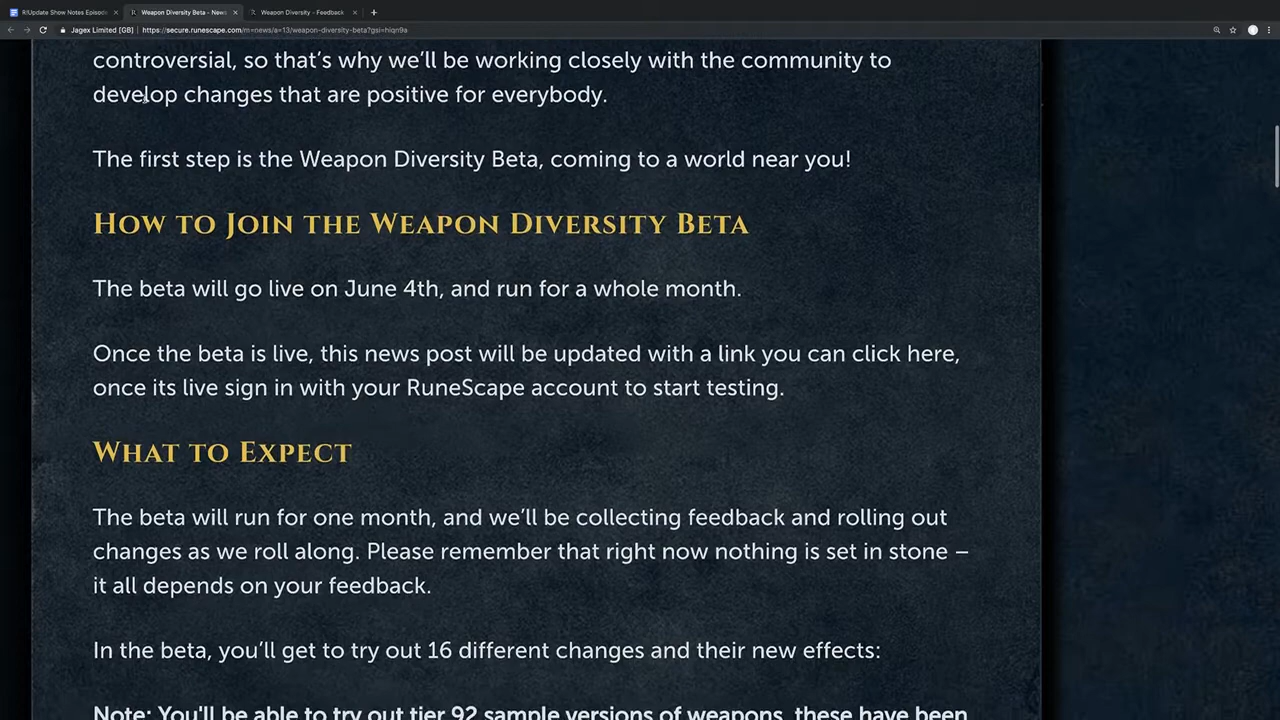 R!Update Show Notes Episode
Weapon Diversity Beta - News
Weapon Diversity - Feedback
Jagex Limited [GB] | https://secure.runescape.com/m=news/a=13/weapon-diversity-beta?gsi=hiqn9a
controversial, so that's why we'll be working closely with the community to
develop changes that are positive for everybody.
The first step is the Weapon Diversity Beta, coming to a world near you!
How to Join the Weapon Diversity Beta
The beta will go live on June 4th, and run for a whole month.
Once the beta is live, this news post will be updated with a link you can click here,
once its live sign in with your RuneScape account to start testing.
What to Expect
The beta will run for one month, and we'll be collecting feedback and rolling out
changes as we roll along. Please remember that right now nothing is set in stone –
it all depends on your feedback.
In the beta, you'll get to try out 16 different changes and their new effects:
Note: You'll be able to try out tier 92 sample versions of weapons, these have been